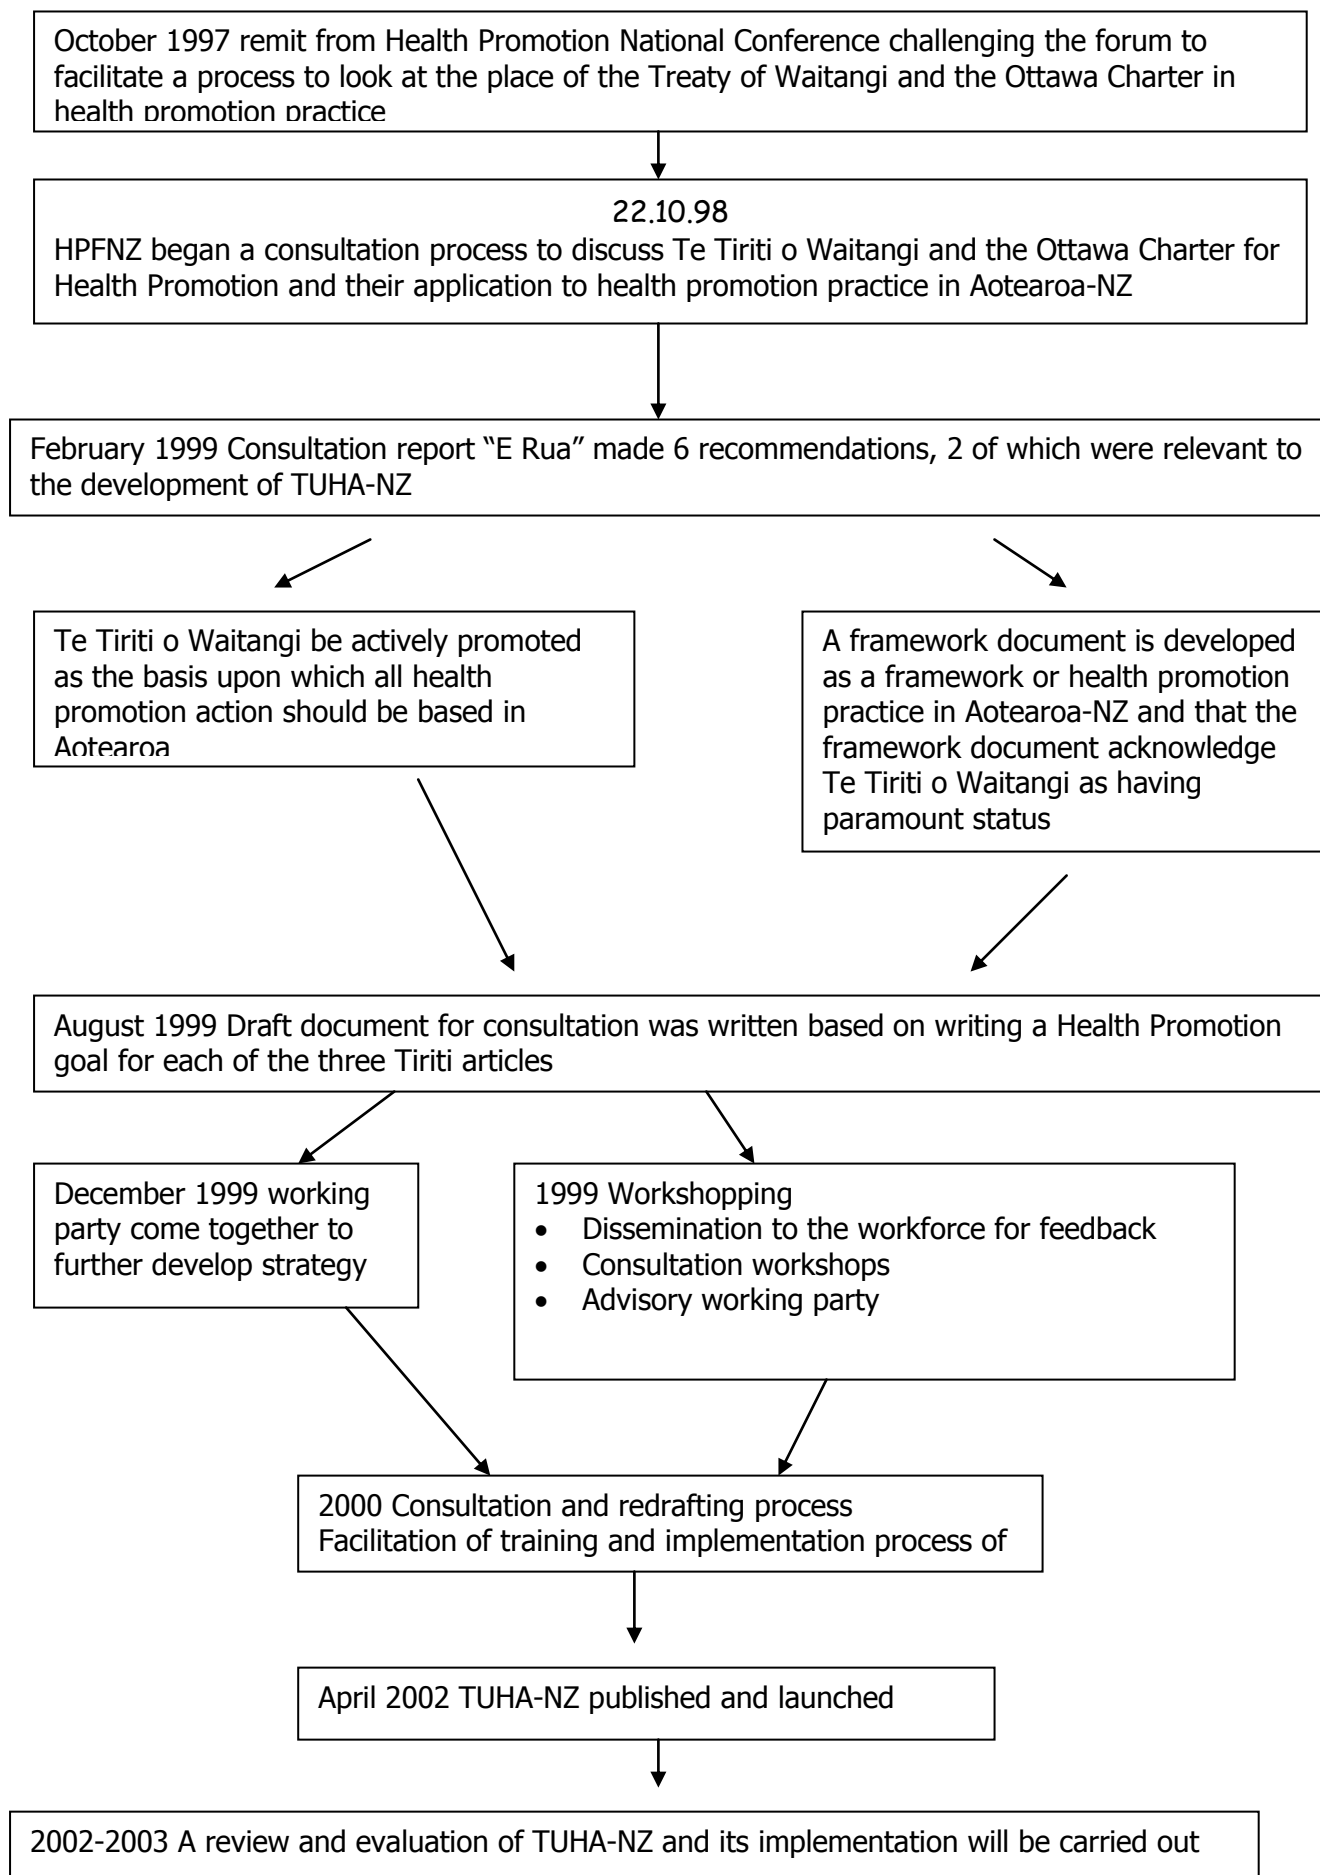 October 1997 remit from Health Promotion National Conference challenging the forum to
facilitate a process to look at the place of the Treaty of Waitangi and the Ottawa Charter in
health promotion practice
22.10.98
HPFNZ began a consultation process to discuss Te Tiriti o Waitangi and the Ottawa Charter for
Health Promotion and their application to health promotion practice in Aotearoa-NZ
February 1999 Consultation report “E Rua” made 6 recommendations, 2 of which were relevant to
the development of TUHA-NZ
Te Tiriti o Waitangi be actively promoted
as the basis upon which all health
promotion action should be based in
Aotearoa
A framework document is developed
as a framework or health promotion
practice in Aotearoa-NZ and that the
framework document acknowledge
Te Tiriti o Waitangi as having
paramount status
August 1999 Draft document for consultation was written based on writing a Health Promotion
goal for each of the three Tiriti articles
December 1999 working
party come together to
further develop strategy
1999 Workshopping
• Dissemination to the workforce for feedback
• Consultation workshops
• Advisory working party
2000 Consultation and redrafting process
Facilitation of training and implementation process of
April 2002 TUHA-NZ published and launched
2002-2003 A review and evaluation of TUHA-NZ and its implementation will be carried out